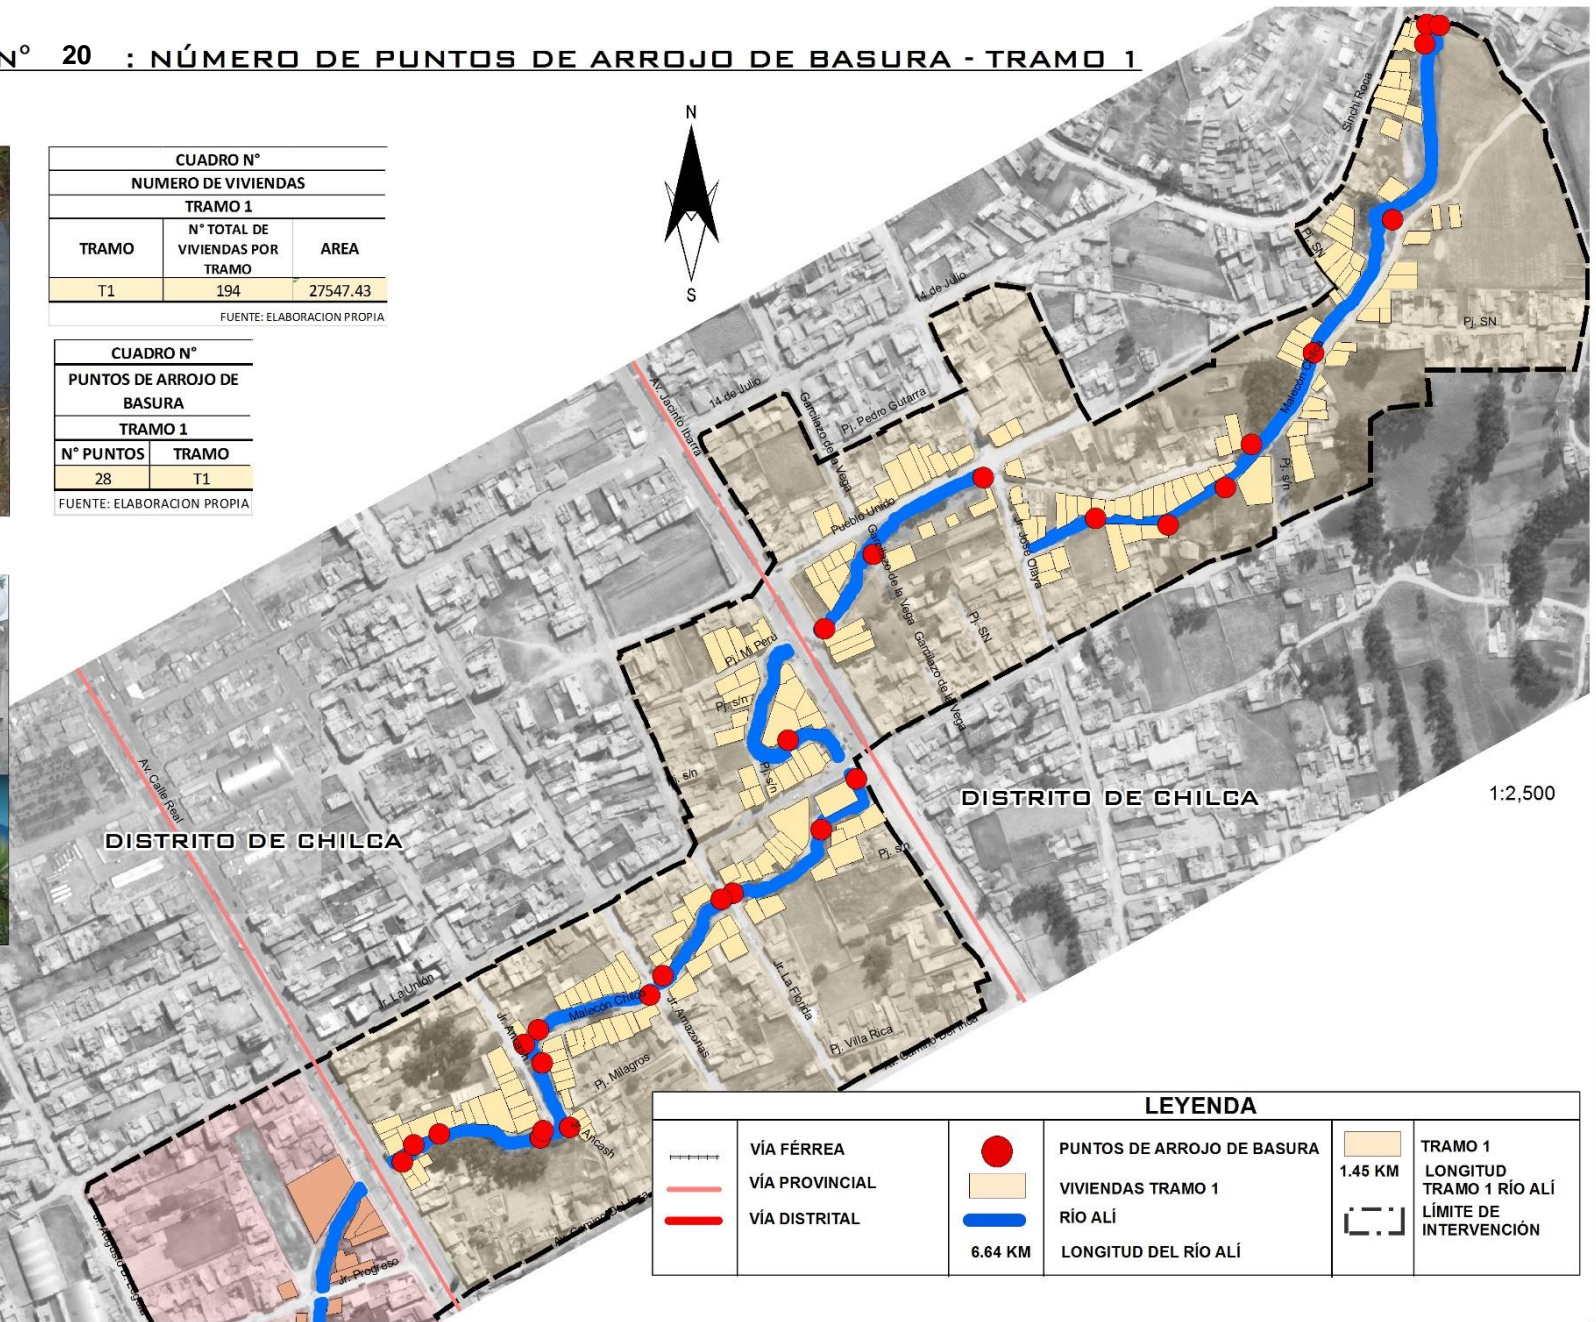 N° 20 : NÚMERO DE PUNTOS DE ARROJO DE BASURA - TRAMO 1
CUADRO N°
NUMERO DE VIVIENDAS
TRAMO 1
TRAMO
N° TOTAL DE
VIVIENDAS POR
TRAMO
AREA
T1 194 27547.43
FUENTE: ELABORACION PROPIA
CUADRO N°
PUNTOS DE ARROJO DE
BASURA
TRAMO 1
N° PUNTOS TRAMO
28 T1
FUENTE: ELABORACION PROPIA
N
S
Sinchi Roca
Pj. SN
Pj. SN
14 de Julio
Malecón
Av. Jacinto Ibarra
14 de Julio
Garcilazo de la Vega
Pj. Pedro Gutarra
Pj. s/n
Pueblo Unido
Garcilazo de la Vega
Jr. José Olaya
Pj. SN
Garcilazo de la Vega
Pj. Mi Perú
Pj. s/n
Pj. s/n
s/n
Av. Calle Real
DISTRITO DE CHILCA
DISTRITO DE CHILCA
1:2,500
Pj. s/n
Jr. La Unión
Malecón Chilca
Jr. Amazonas
Jr. La Florida
Pj. Villa Rica
Pj. Milagros
Jr. Ancash
Jr. Progreso
LEYENDA
VÍA FÉRREA
VÍA PROVINCIAL
VÍA DISTRITAL
PUNTOS DE ARROJO DE BASURA
VIVIENDAS TRAMO 1
RÍO ALÍ
6.64 KM LONGITUD DEL RÍO ALÍ
TRAMO 1
1.45 KM LONGITUD
TRAMO 1 RÍO ALÍ
LÍMITE DE
INTERVENCIÓN